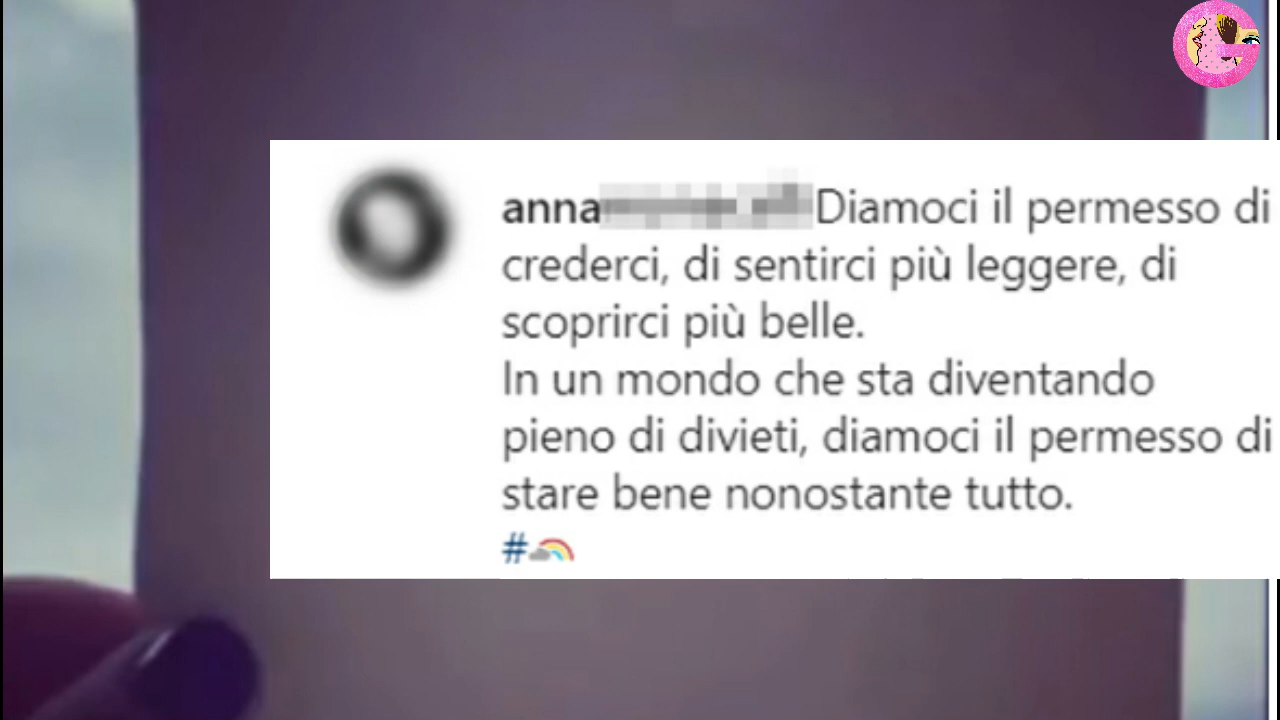 anna Diamoci il permesso di
crederci, di sentirci più leggere, di
scoprirci più belle.
In un mondo che sta diventando
pieno di divieti, diamoci il permesso di
stare bene nonostante tutto.
#🌈